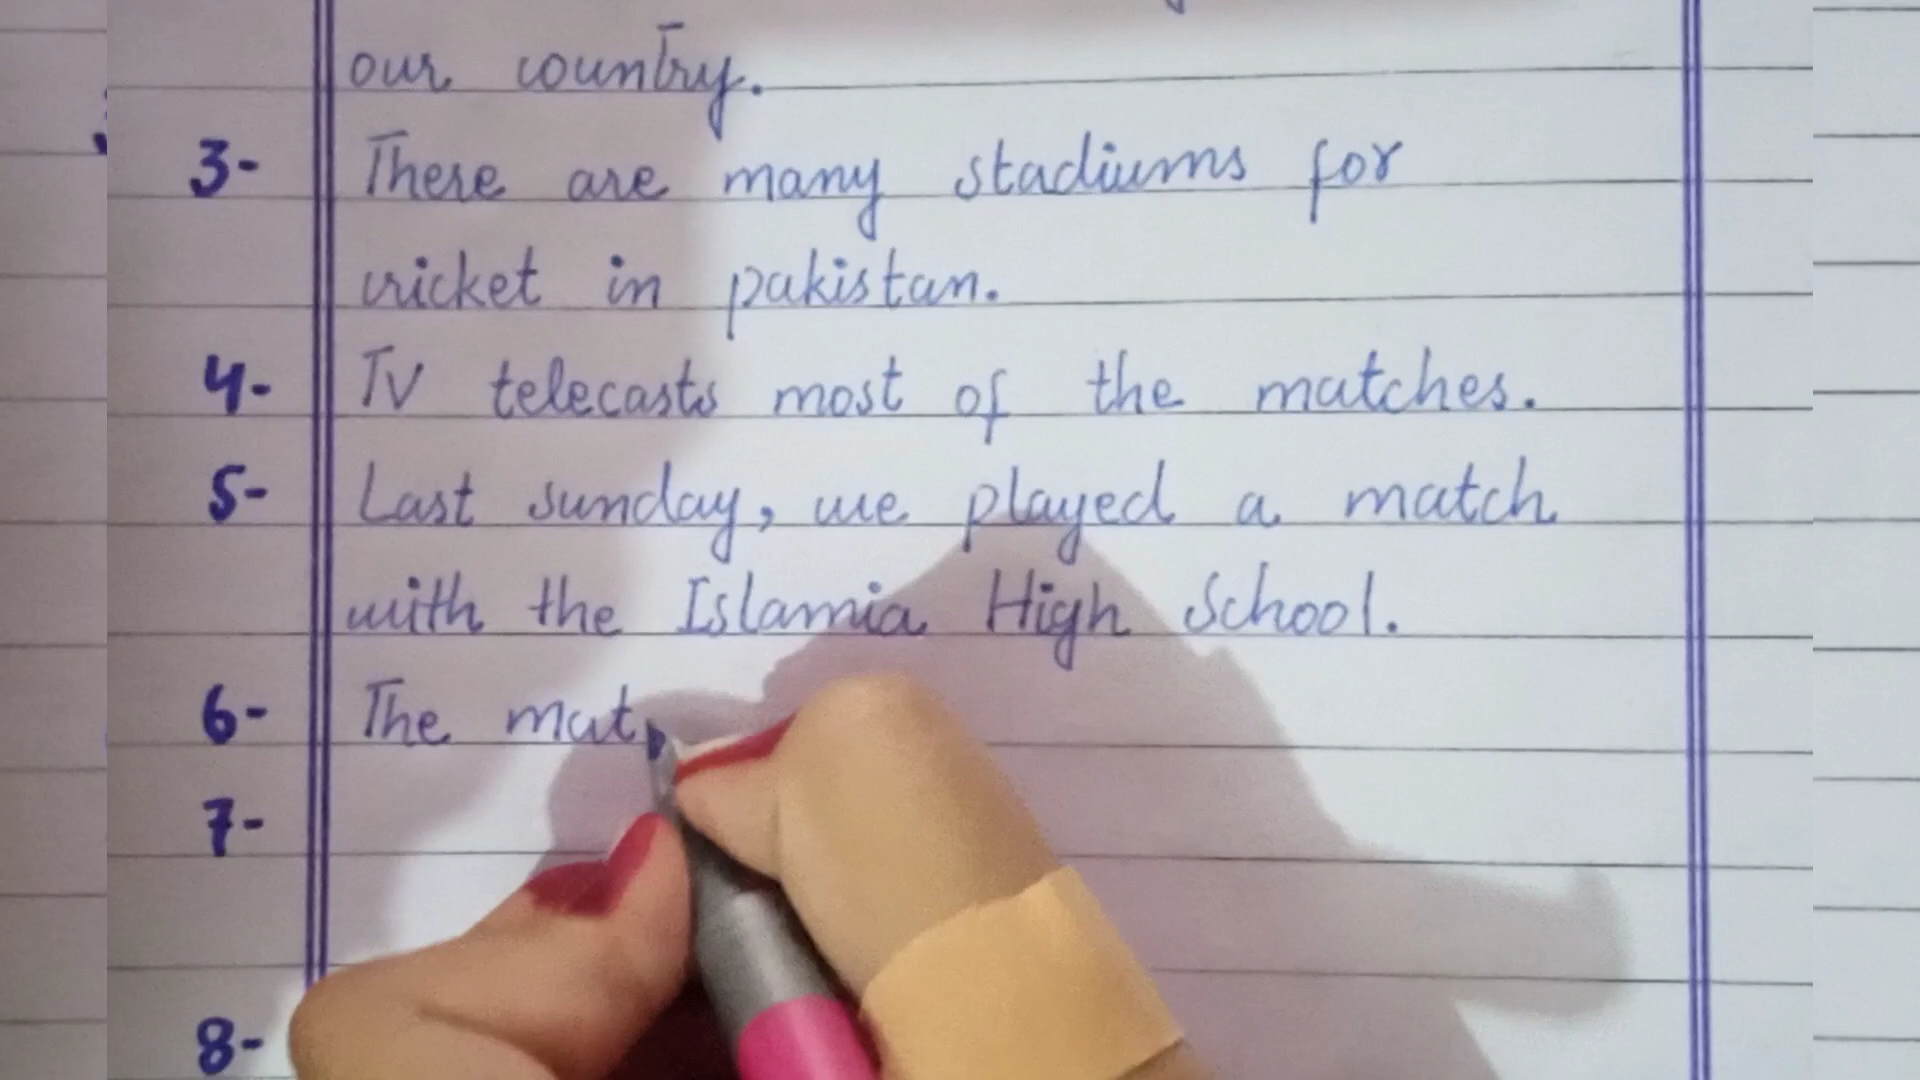 our country.
3- There are many stadiums for
cricket in pakistan.
4- TV telecasts most of the matches.
5- Last sunday, we played a match
with the Islamia High School.
6- The mat
7-
8-